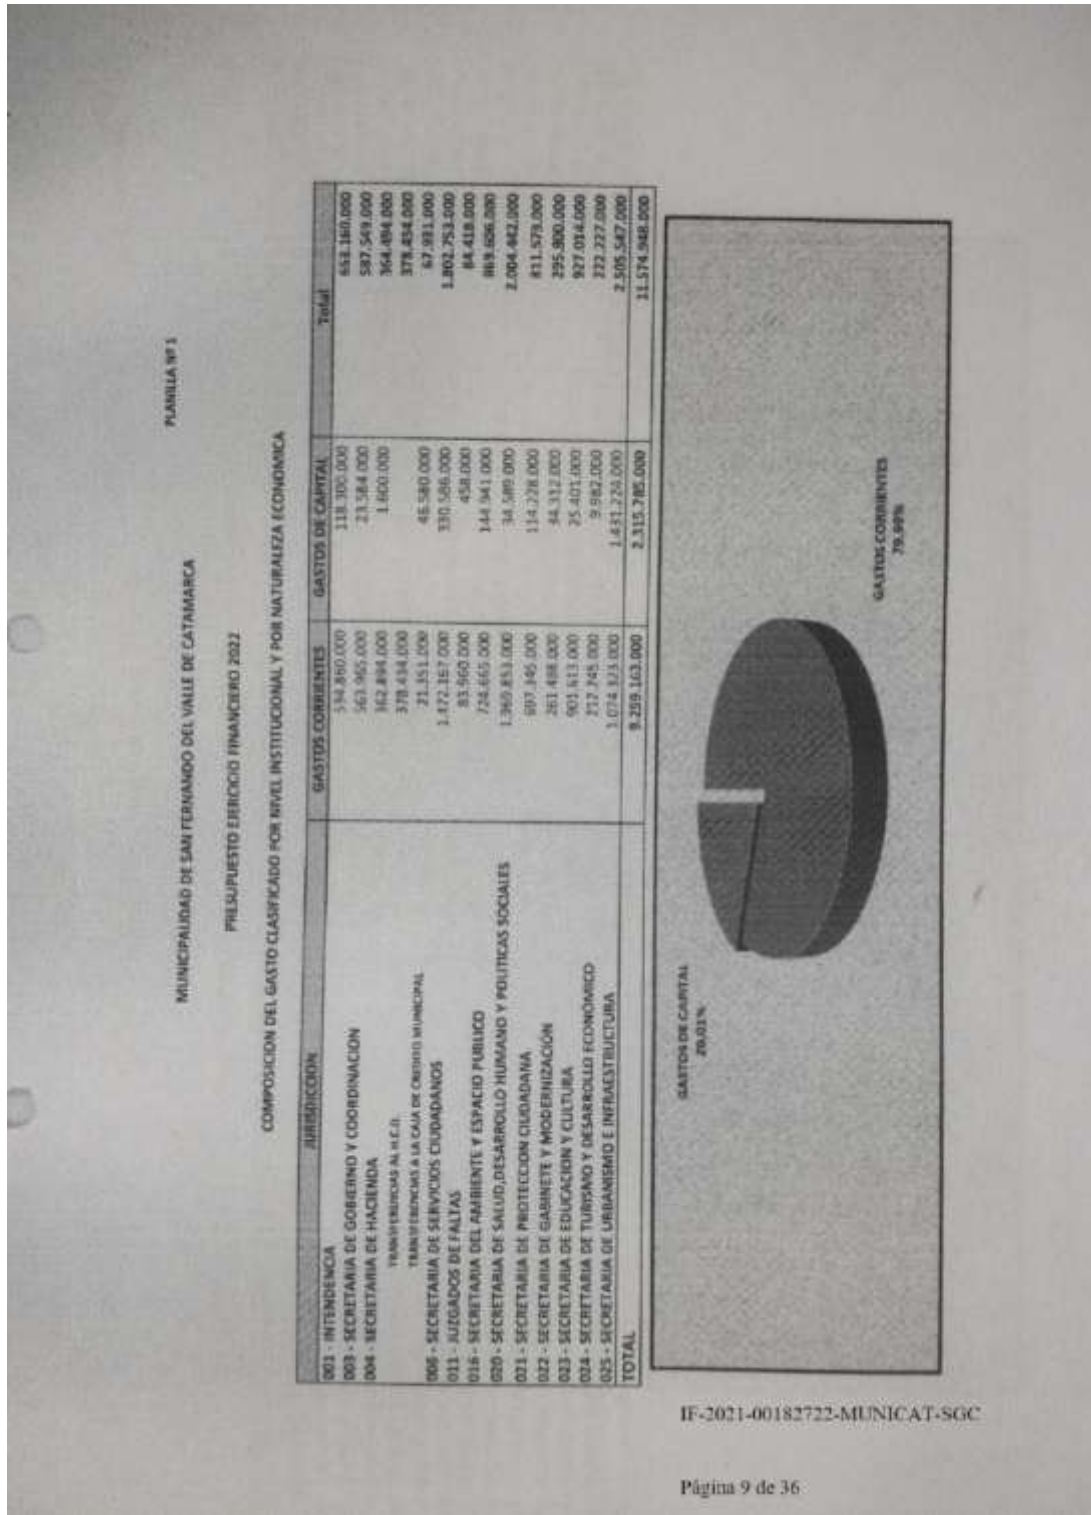 MUNICIPALIDAD DE SAN FERNANDO DEL VALLE DE CATAMARCA
PLANILLA Nº 1
PRESUPUESTO EJERCICIO FINANCIERO 2022
COMPOSICION DEL GASTO CLASIFICADO POR NIVEL INSTITUCIONAL Y POR NATURALEZA ECONOMICA
JURISDICCION GASTOS CORRIENTES GASTOS DE CAPITAL Total
001 - INTENDENCIA 534.860.000 118.300.000 653.160.000
003 - SECRETARIA DE GOBIERNO Y COORDINACION 563.965.000 23.584.000 587.549.000
004 - SECRETARIA DE HACIENDA 362.894.000 1.600.000 364.494.000
TRANSFERENCIAS AL H.C.D. 378.434.000 378.434.000
TRANSFERENCIAS A LA CAJA DE CREDITO MUNICIPAL 21.351.000 46.580.000 67.931.000
006 - SECRETARIA DE SERVICIOS CIUDADANOS 1.472.167.000 330.586.000 1.802.753.000
011 - JUZGADOS DE FALTAS 83.960.000 458.000 84.418.000
016 - SECRETARIA DEL AMBIENTE Y ESPACIO PUBLICO 724.665.000 144.941.000 869.606.000
020 - SECRETARIA DE SALUD,DESARROLLO HUMANO Y POLITICAS SOCIALES 1.969.853.000 34.589.000 2.004.442.000
021 - SECRETARIA DE PROTECCION CIUDADANA 697.345.000 114.228.000 811.573.000
022 - SECRETARIA DE GABINETE Y MODERNIZACIÓN 261.488.000 34.312.000 295.800.000
023 - SECRETARIA DE EDUCACION Y CULTURA 901.613.000 25.401.000 927.014.000
024 - SECRETARIA DE TURISMO Y DESARROLLO ECONOMICO 212.245.000 9.982.000 222.227.000
025 - SECRETARIA DE URBANISMO E INFRAESTRUCTURA 1.074.323.000 1.431.224.000 2.505.547.000
TOTAL 9.259.163.000 2.315.785.000 11.574.948.000
GASTOS DE CAPITAL
20,01%
GASTOS CORRIENTES
79,99%
IF-2021-00182722-MUNICAT-SGC
Página 9 de 36